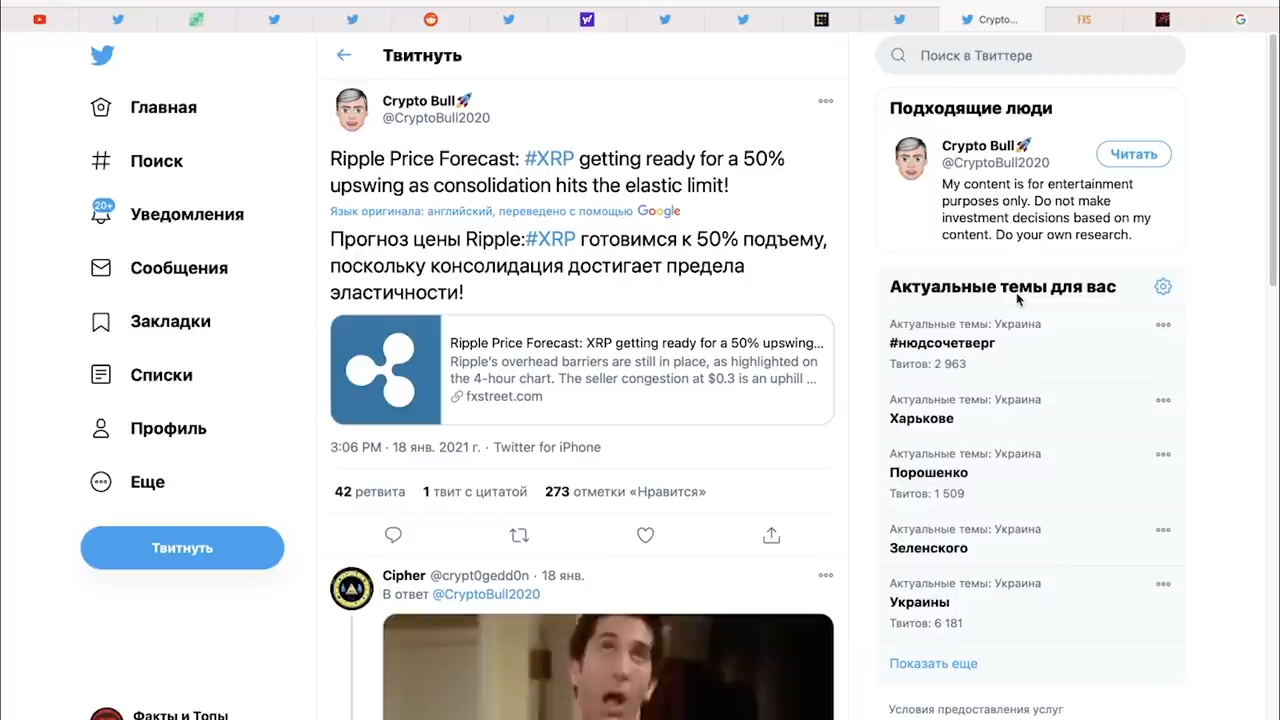 Crypto...
FXS
Главная
Поиск
20+
Уведомления
Сообщения
Закладки
Списки
Профиль
Еще
Твитнуть
Факты и Топы
Твитнуть
Crypto Bull🚀
@CryptoBull2020
Ripple Price Forecast: #XRP getting ready for a 50%
upswing as consolidation hits the elastic limit!
Язык оригинала: английский, переведено с помощью Google
Прогноз цены Ripple:#XRP готовимся к 50% подъему,
поскольку консолидация достигает предела
эластичности!
Ripple Price Forecast: XRP getting ready for a 50% upswing...
Ripple's overhead barriers are still in place, as highlighted on
the 4-hour chart. The seller congestion at $0.3 is an uphill ...
fxstreet.com
3:06 PM · 18 янв. 2021 г. · Twitter for iPhone
42 ретвита 1 твит с цитатой 273 отметки «Нравится»
Cipher @crypt0gedd0n · 18 янв.
В ответ @CryptoBull2020
Поиск в Твиттере
Подходящие люди
Crypto Bull🚀
@CryptoBull2020
Читать
My content is for entertainment
purposes only. Do not make
investment decisions based on my
content. Do your own research.
Актуальные темы для вас
Актуальные темы: Украина
#нюдсочетверг
Твитов: 2 963
Актуальные темы: Украина
Харькове
Актуальные темы: Украина
Порошенко
Твитов: 1 509
Актуальные темы: Украина
Зеленского
Актуальные темы: Украина
Украины
Твитов: 6 181
Показать еще
Условия предоставления услуг